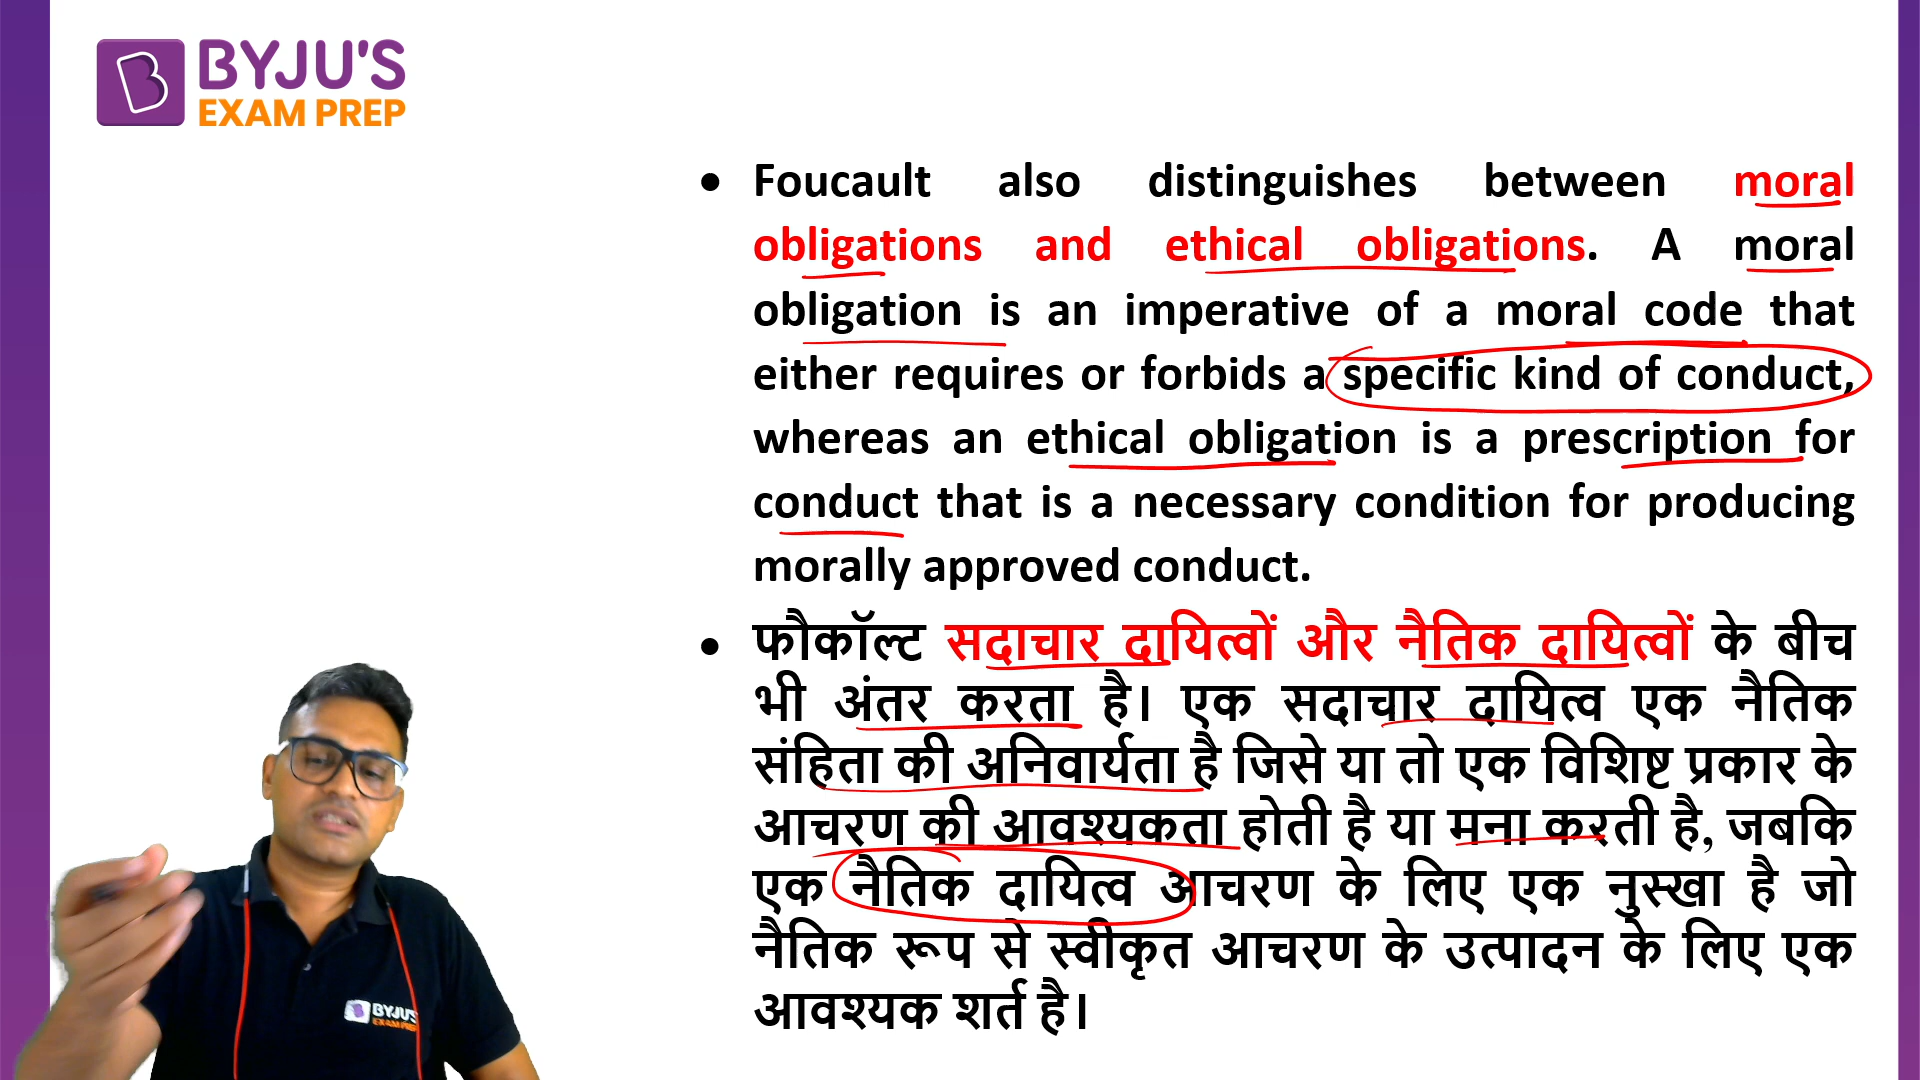 BYJU'S
EXAM PREP
• Foucault also distinguishes between moral
obligations and ethical obligations. A moral
obligation is an imperative of a moral code that
either requires or forbids a specific kind of conduct,
whereas an ethical obligation is a prescription for
conduct that is a necessary condition for producing
morally approved conduct.
• फौकॉल्ट सदाचार दायित्वों और नैतिक दायित्वों के बीच
भी अंतर करता है। एक सदाचार दायित्व एक नैतिक
संहिता की अनिवार्यता है जिसे या तो एक विशिष्ट प्रकार के
आचरण की आवश्यकता होती है या मना करती है, जबकि
एक नैतिक दायित्व आचरण के लिए एक नुस्खा है जो
नैतिक रूप से स्वीकृत आचरण के उत्पादन के लिए एक
आवश्यक शर्त है।
BYJU'S
EXAM PREP